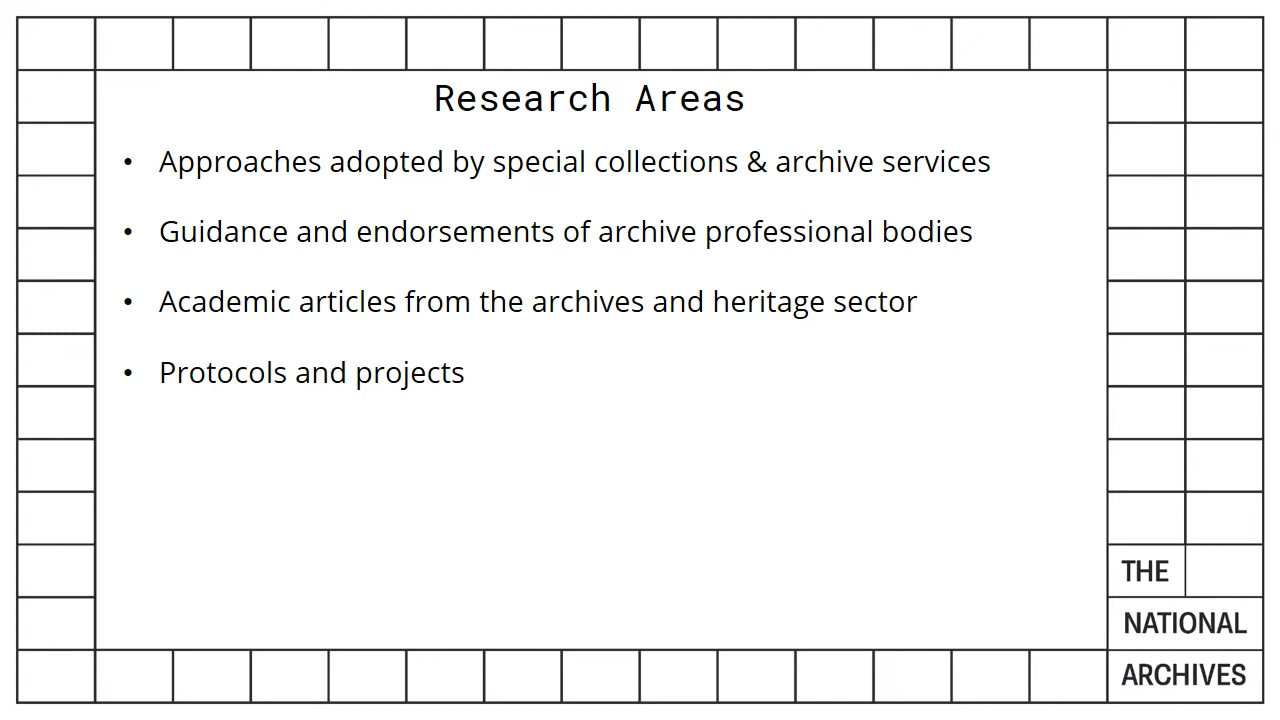 Research Areas
• Approaches adopted by special collections & archive services
• Guidance and endorsements of archive professional bodies
• Academic articles from the archives and heritage sector
• Protocols and projects
THE
NATIONAL
ARCHIVES